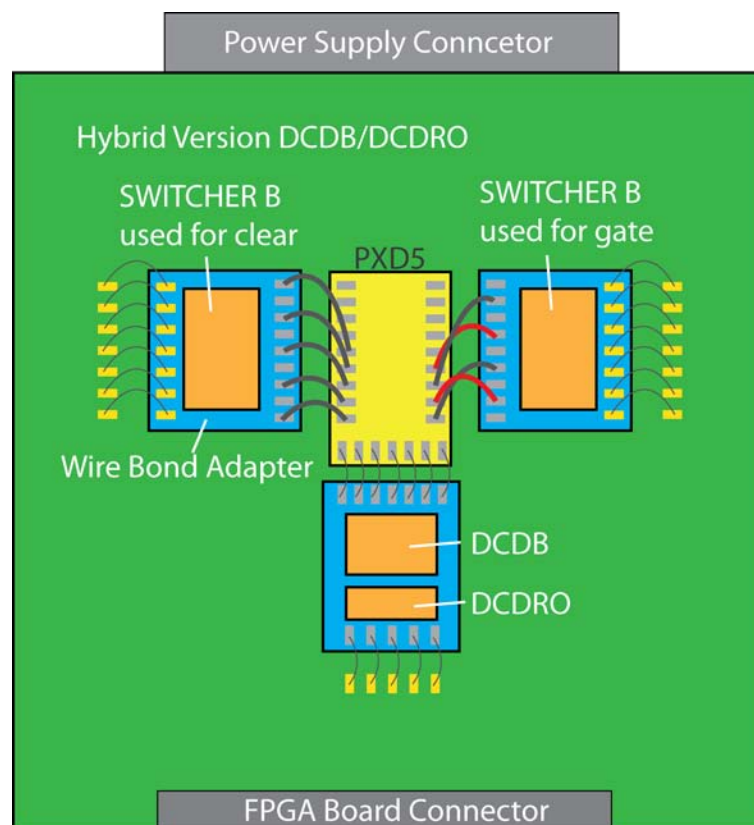 Power Supply Conncetor
Hybrid Version DCDB/DCDRO
SWITCHER B
used for clear
SWITCHER B
used for gate
PXD5
Wire Bond Adapter
DCDB
DCDRO
FPGA Board Connector